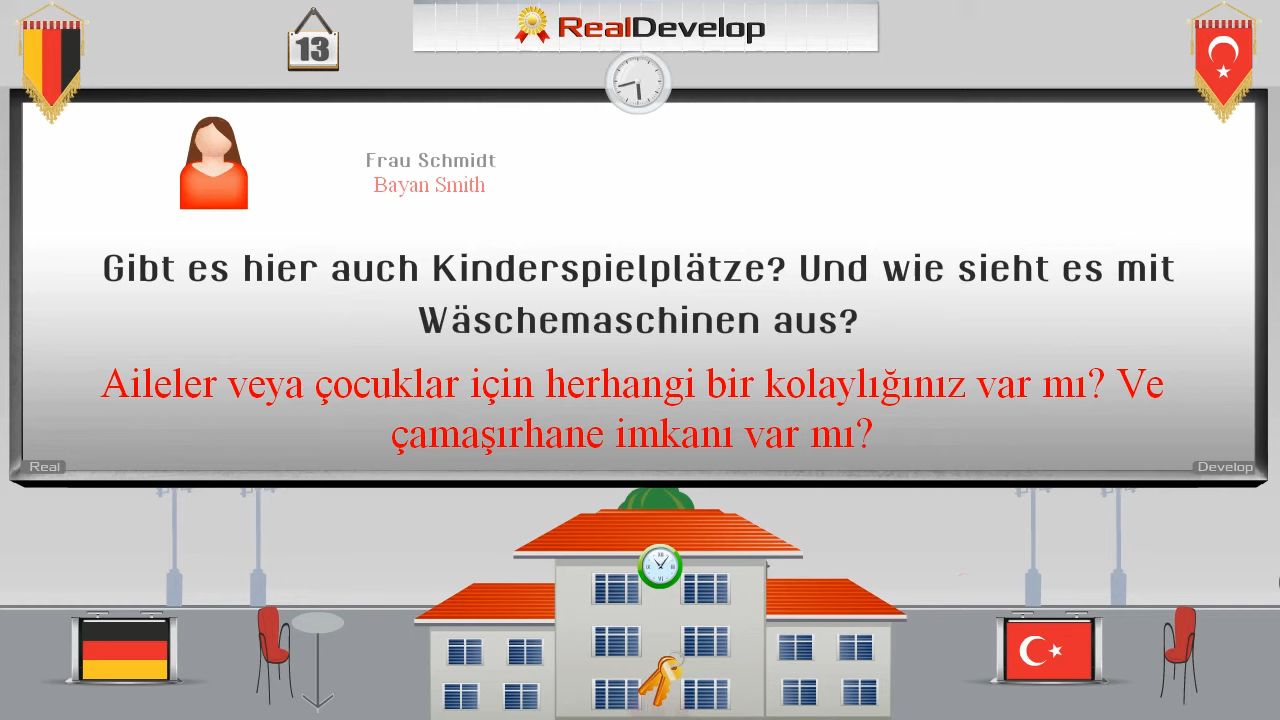 13
RealDevelop
Frau Schmidt
Bayan Smith
Gibt es hier auch Kinderspielplätze? Und wie sieht es mit
Wäschemaschinen aus?
Aileler veya çocuklar için herhangi bir kolaylığınız var mı? Ve
çamaşırhane imkanı var mı?
Real
Develop